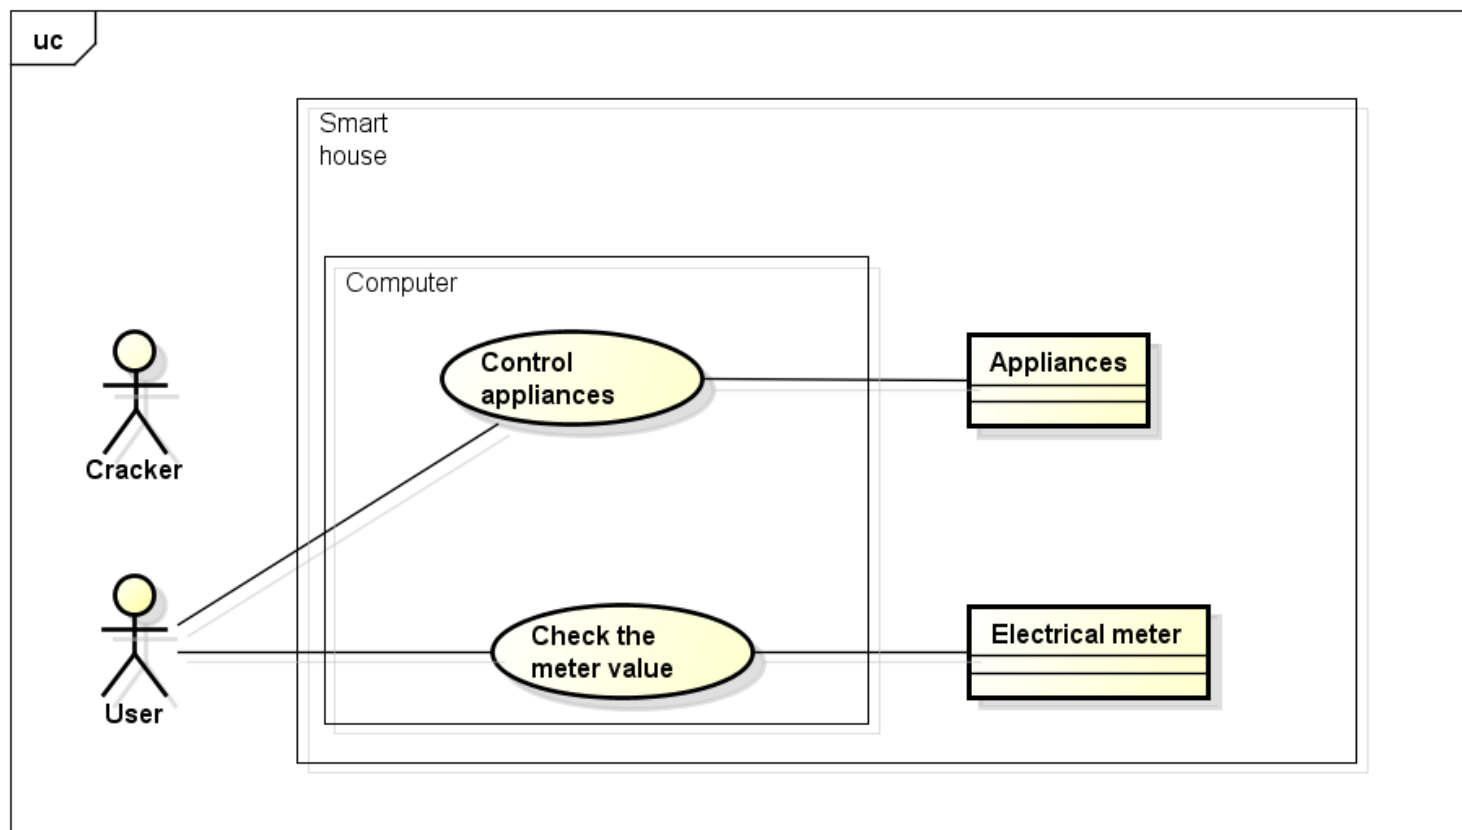 uc
Smart
house
Computer
Control
appliances
Appliances
Cracker
Check the
meter value
Electrical meter
User